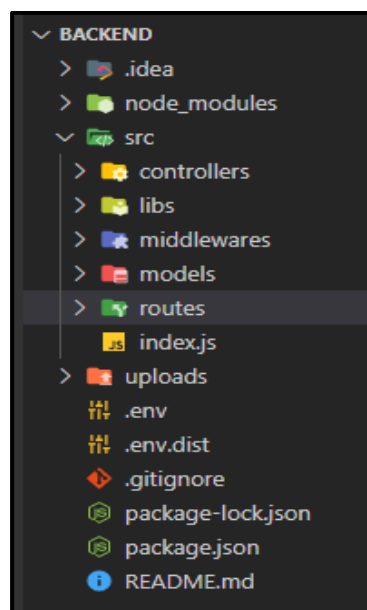 BACKEND
.idea
node_modules
src
controllers
libs
middlewares
models
routes
JS index.js
uploads
.env
.env.dist
.gitignore
package-lock.json
package.json
README.md